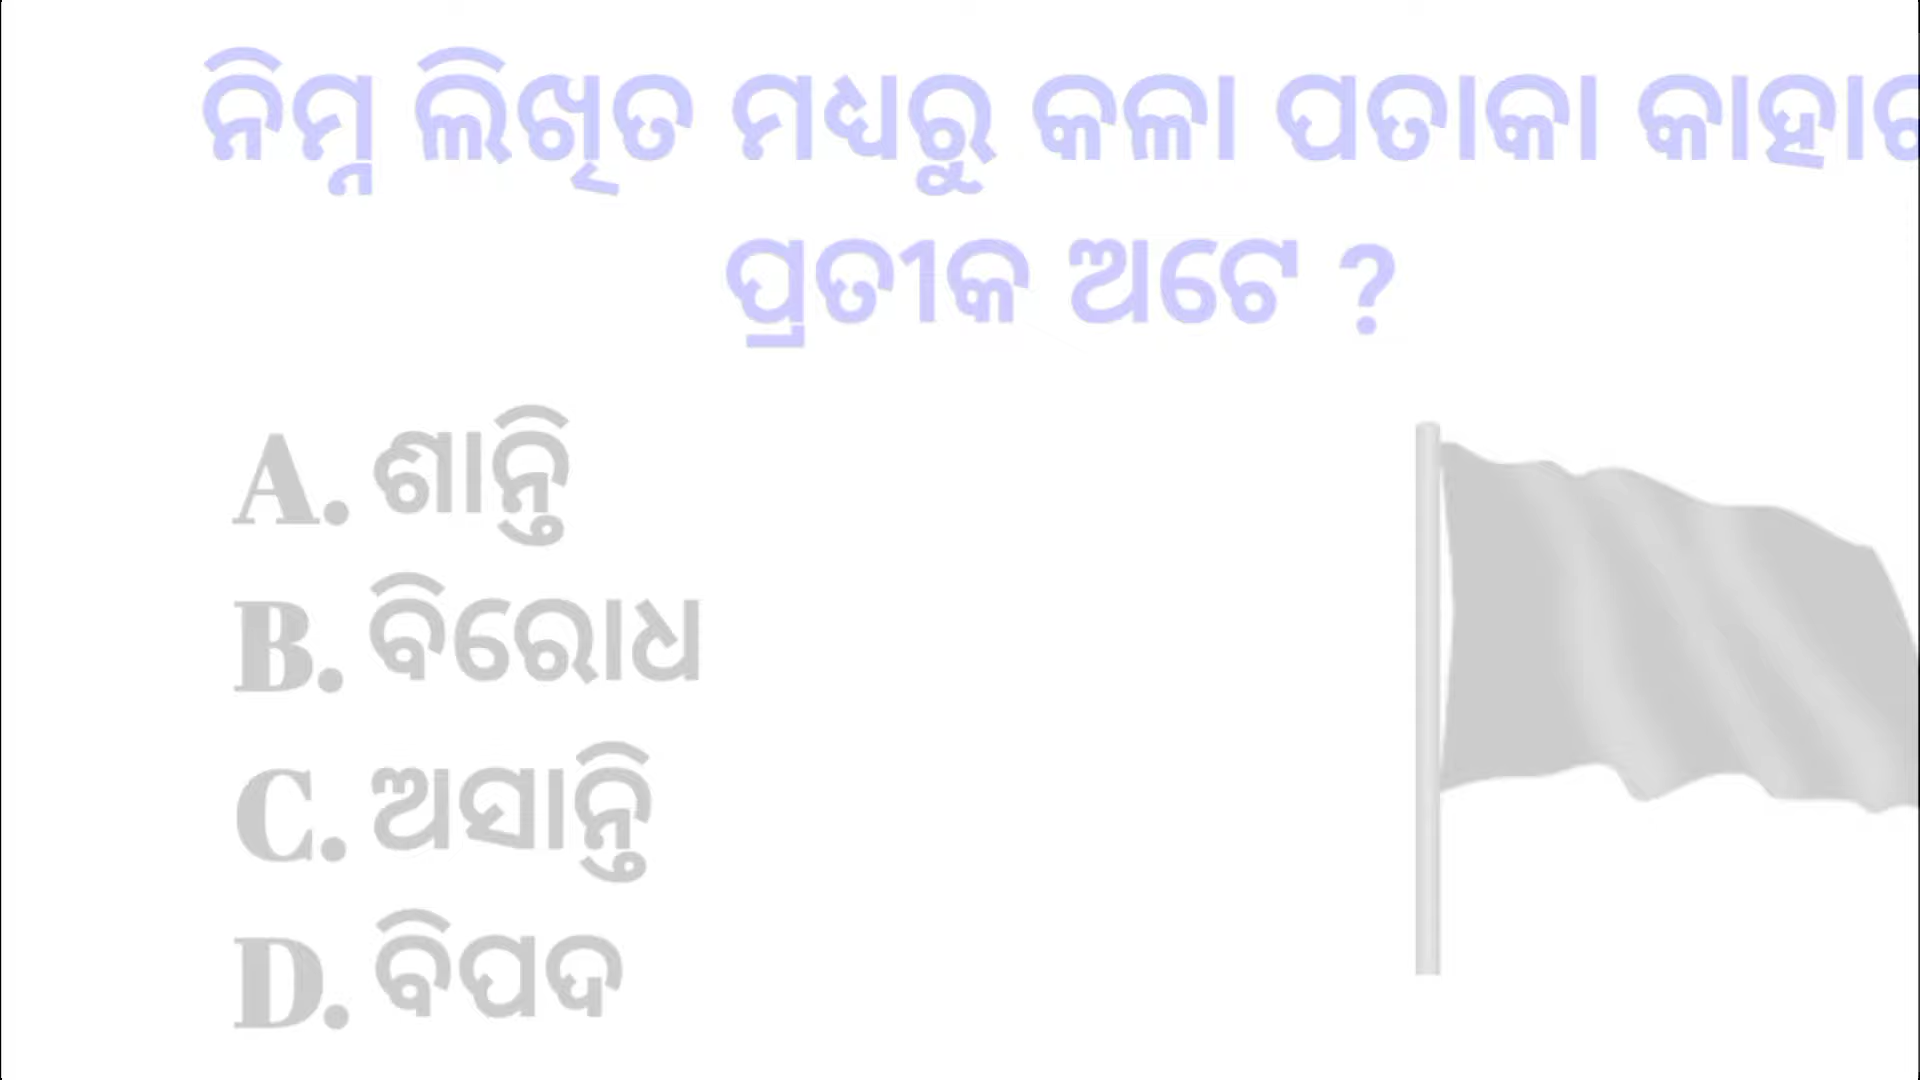 ନିମ୍ନ ଲିଖିତ ମଧ୍ୟରୁ କଳା ପତାକା
ପ୍ରତୀକ ଅଟେ ?
A. ଶାନ୍ତି
B. ବିରୋଧ
C. ଅସାନ୍ତି
D. ବିପଦ